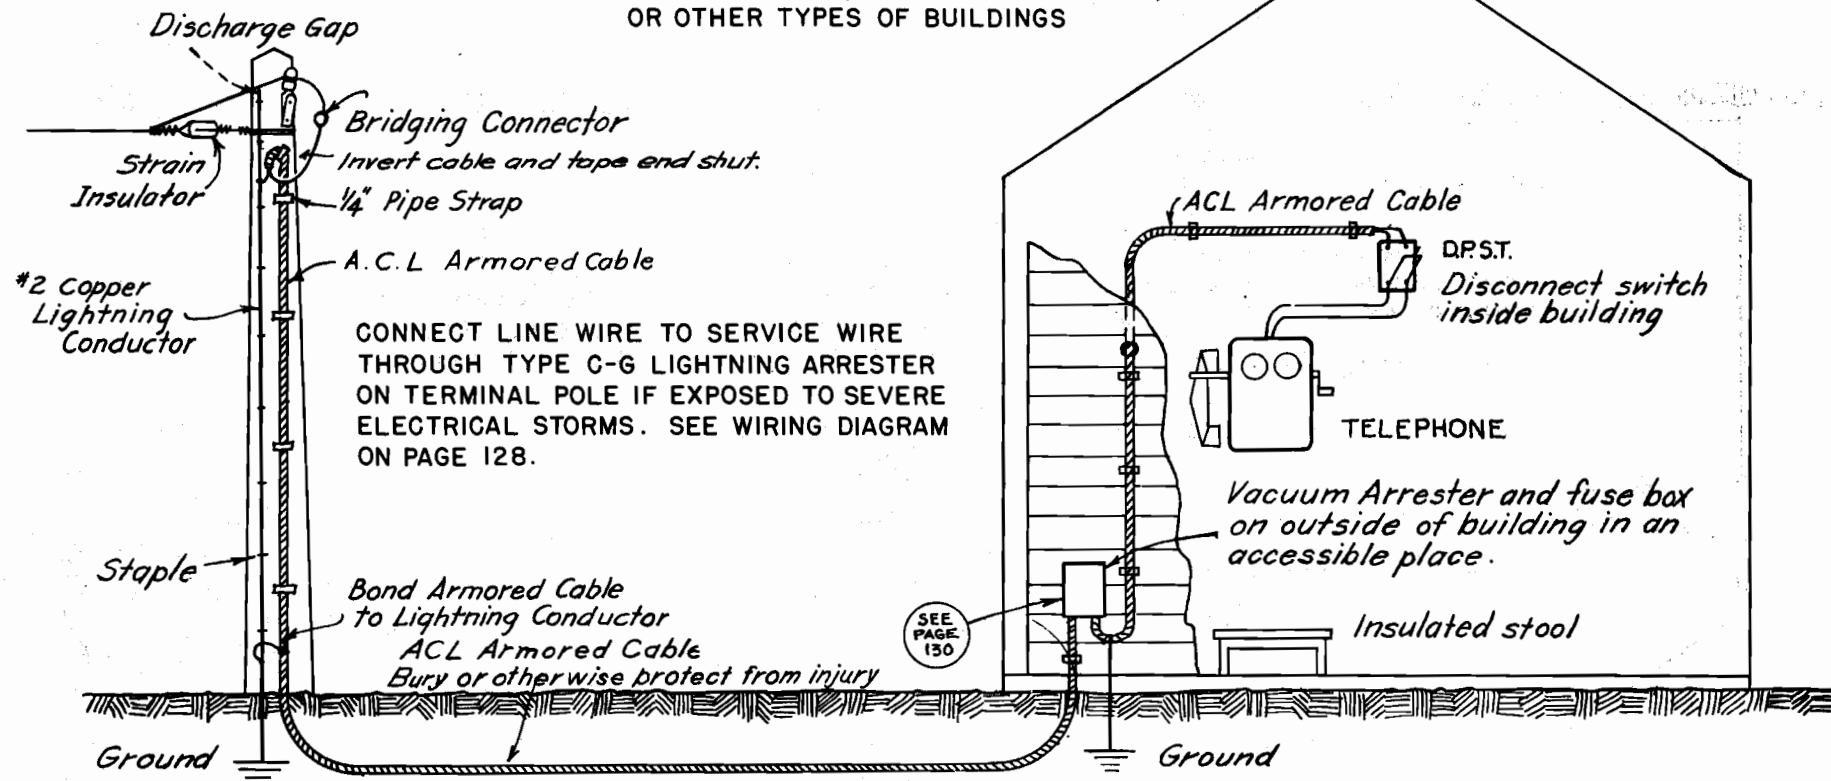 OR OTHER TYPES OF BUILDINGS
Discharge Gap
Bridging Connector
Invert cable and tape end shut.
Strain
Insulator
1/4" Pipe Strap
A.C.L Armored Cable
#2 Copper
Lightning
Conductor
CONNECT LINE WIRE TO SERVICE WIRE
THROUGH TYPE C-G LIGHTNING ARRESTER
ON TERMINAL POLE IF EXPOSED TO SEVERE
ELECTRICAL STORMS. SEE WIRING DIAGRAM
ON PAGE 128.
Staple
Bond Armored Cable
to Lightning Conductor
ACL Armored Cable
Bury or otherwise protect from injury
Ground
ACL Armored Cable
D.P.S.T.
Disconnect switch
inside building
TELEPHONE
Vacuum Arrester and fuse box
on outside of building in an
accessible place.
SEE
PAGE
130
Insulated stool
Ground